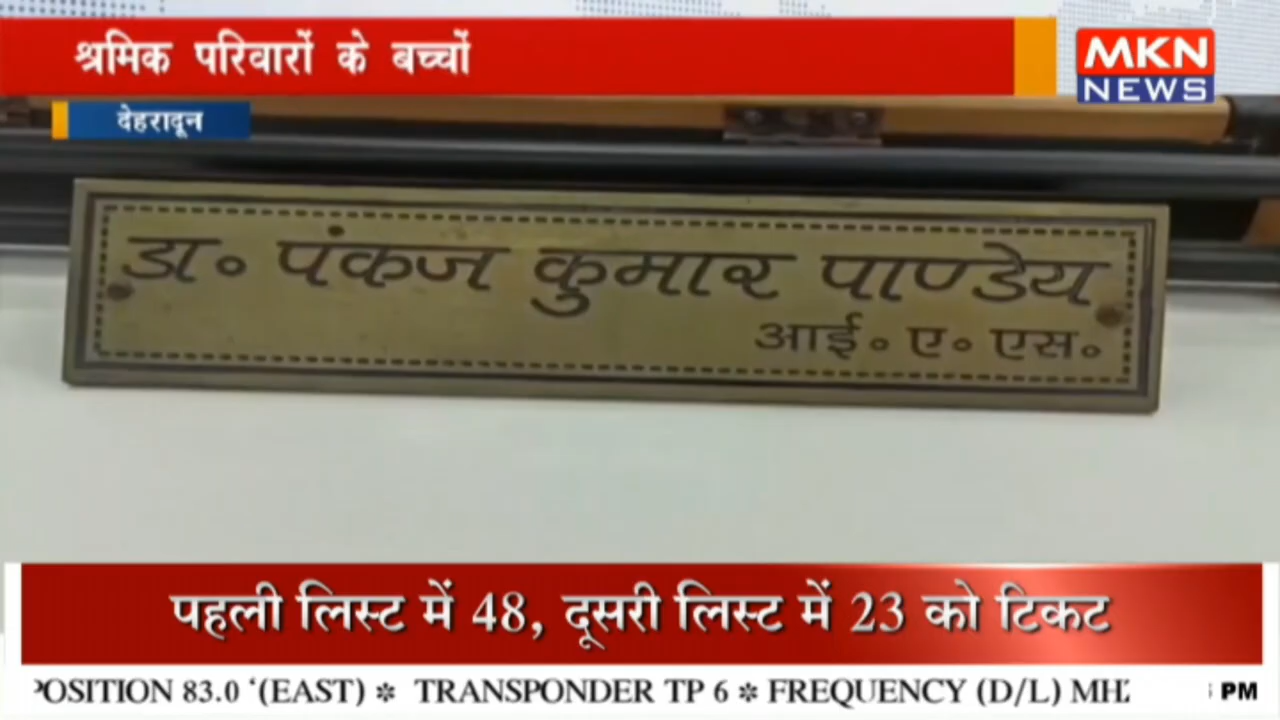 श्रमिक परिवारों के बच्चों
MKN
NEWS
देहरादून
डा॰ पंकज कुमार पाण्डेय
आई॰ ए॰ एस॰
पहली लिस्ट में 48, दूसरी लिस्ट में 23 को टिकट
POSITION 83.0 °(EAST) ✻ TRANSPONDER TP 6 ✻ FREQUENCY (D/L) MHZ
PM